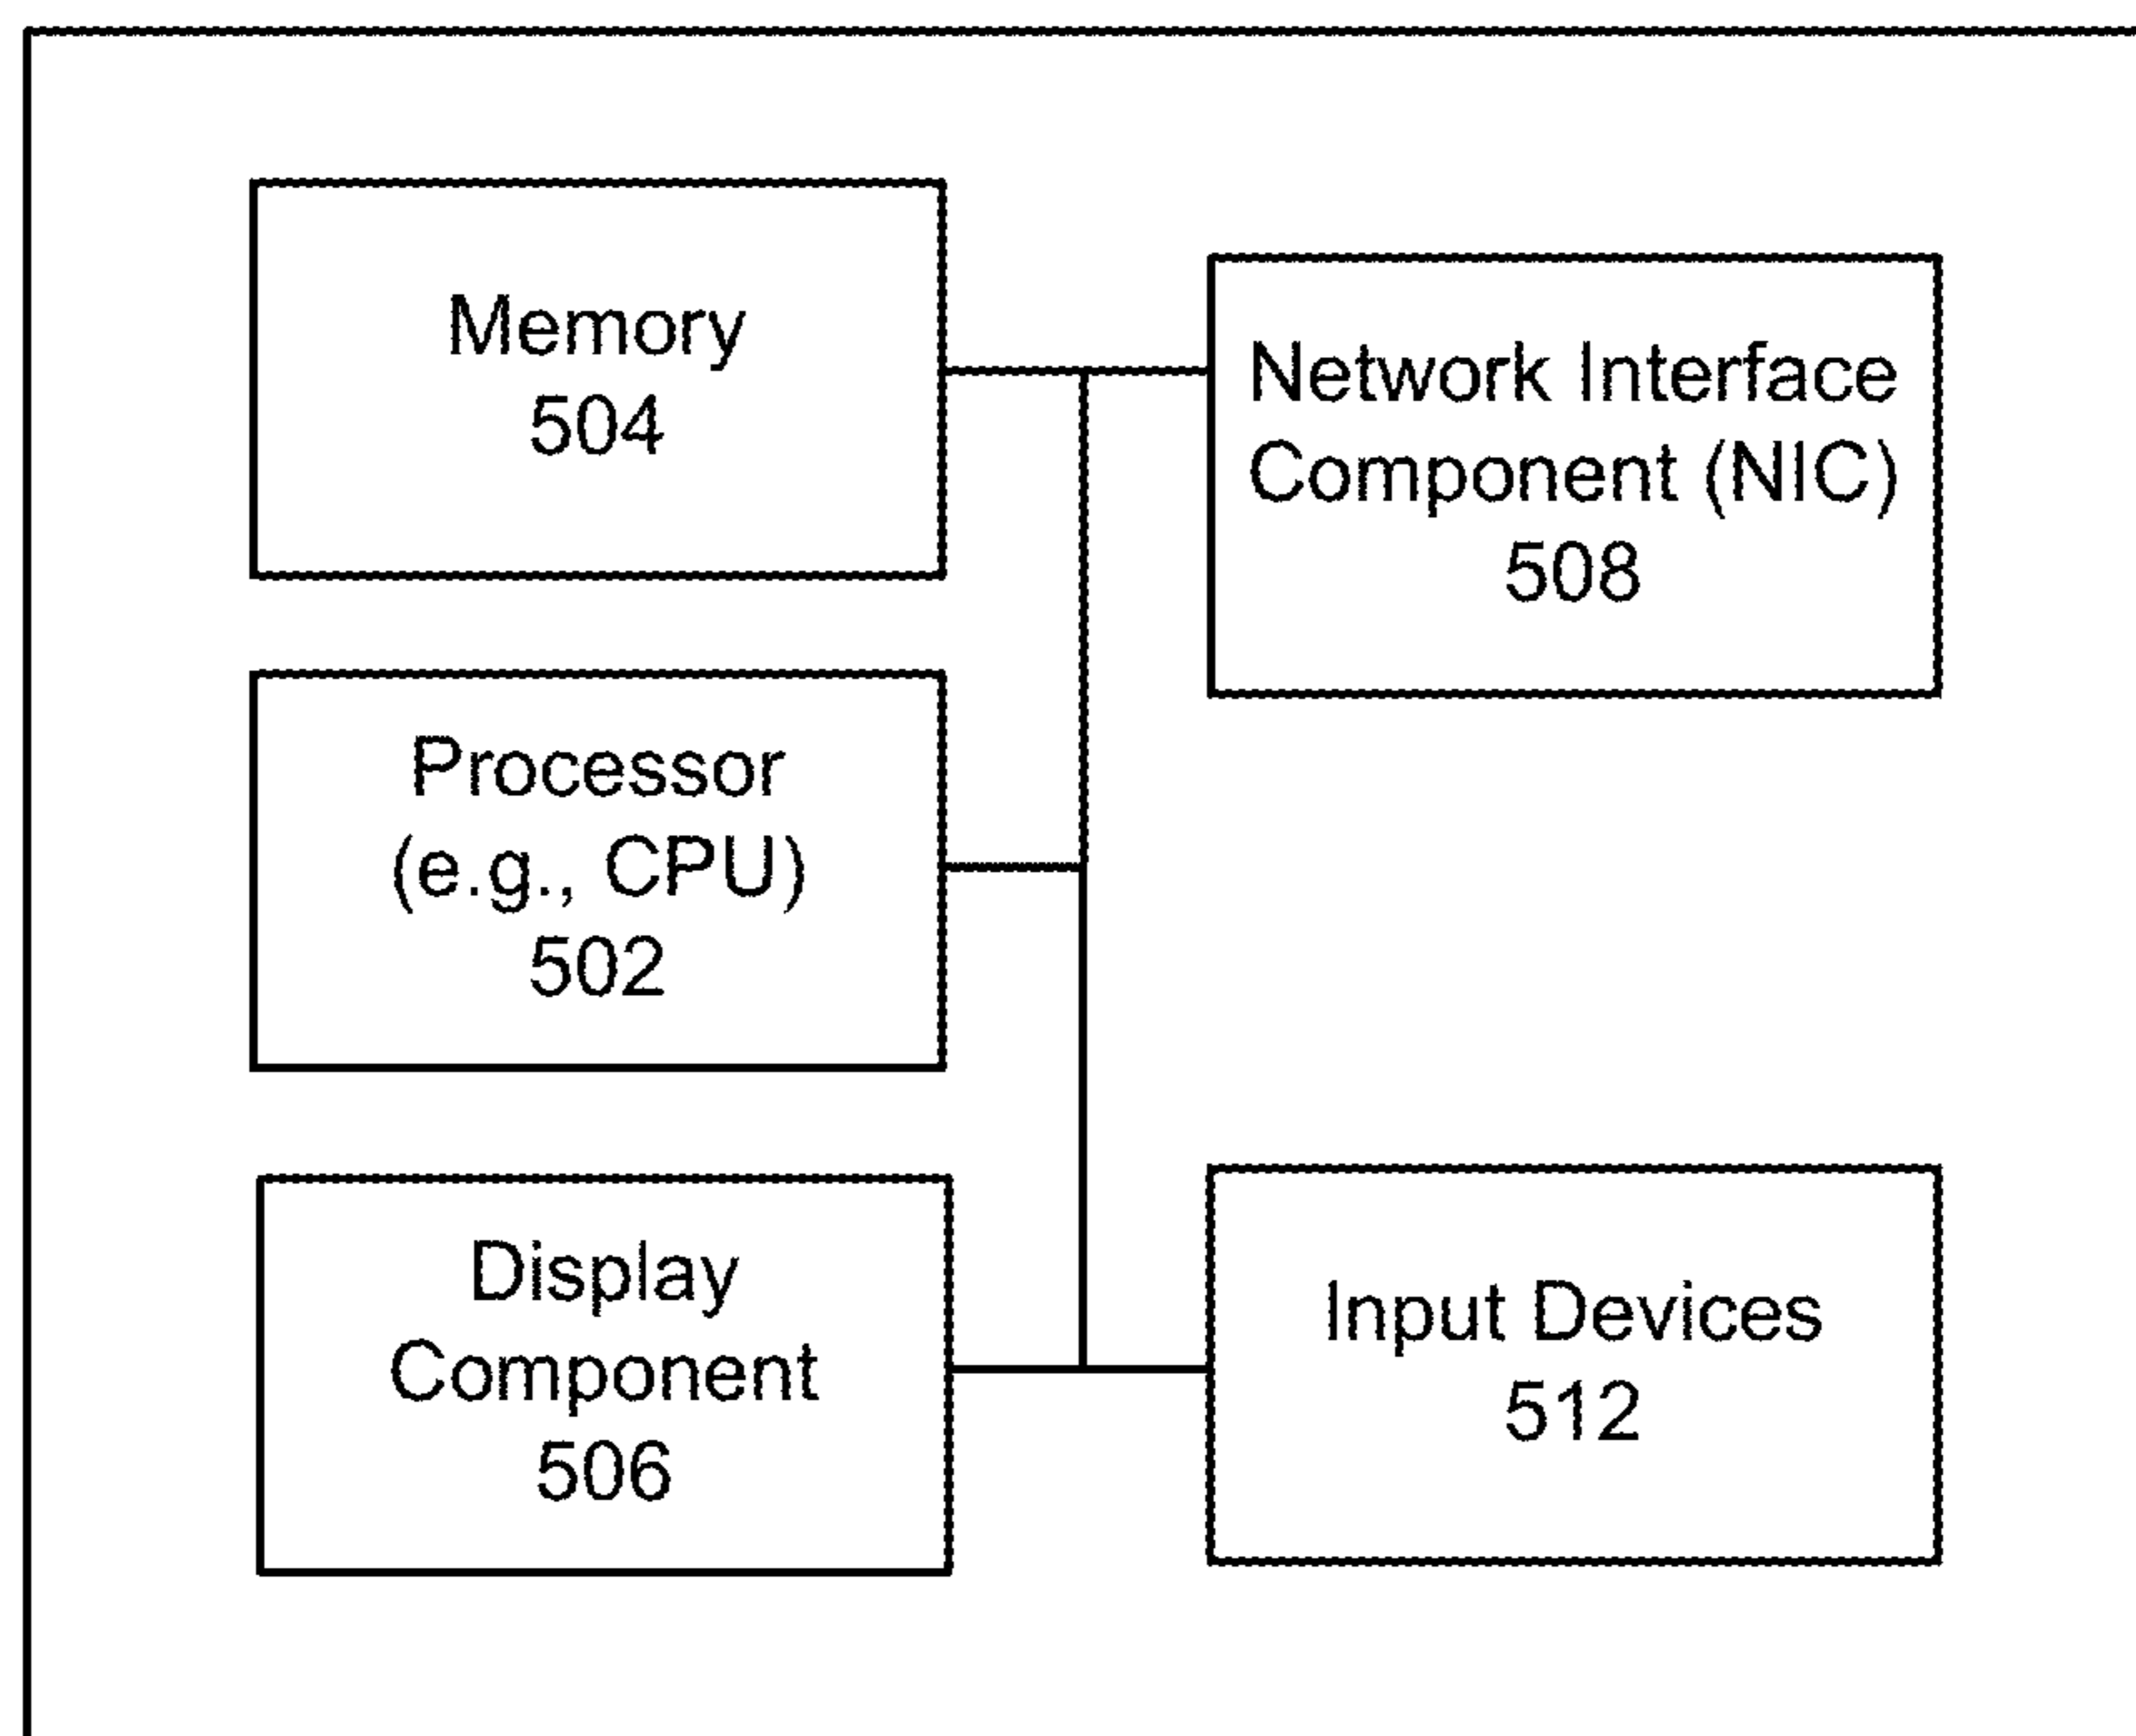 Memory
504
Network Interface
Component (NIC)
508
Processor
(e.g., CPU)
502
Display
Component
506
Input Devices
512